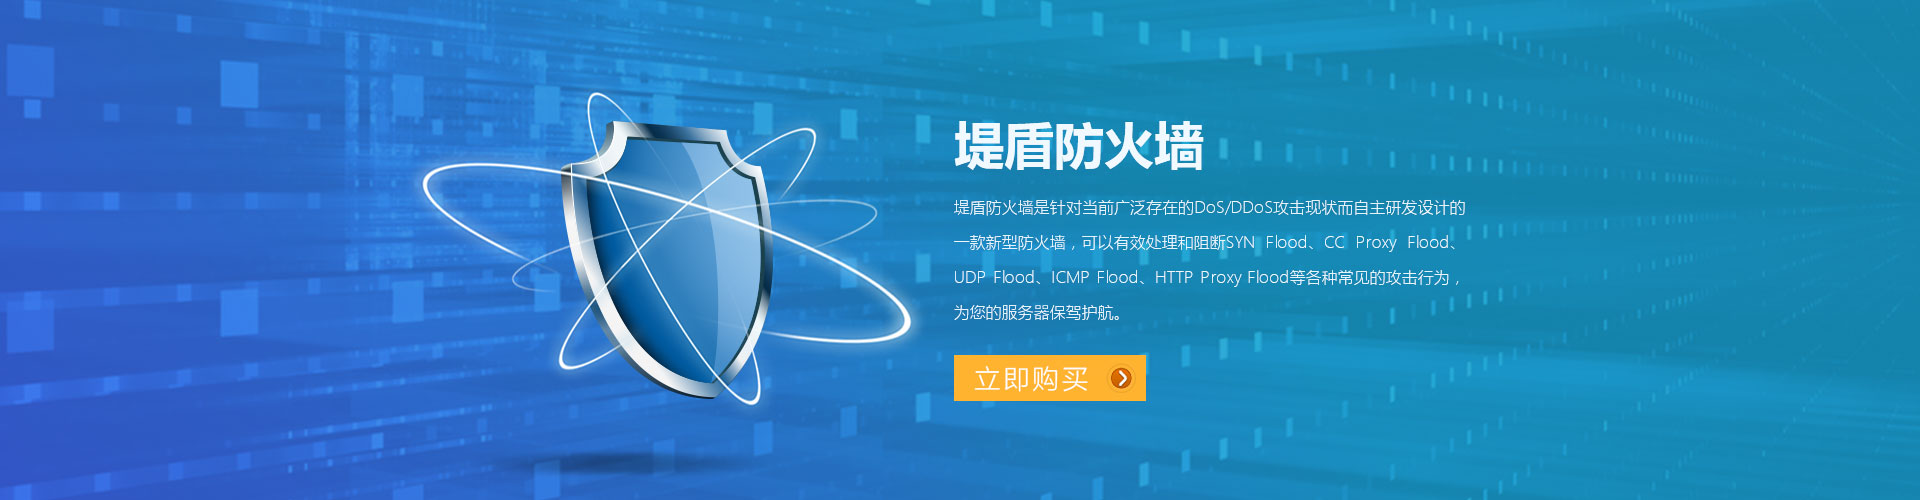 堤盾防火墙
堤盾防火墙是针对当前广泛存在的DoS/DDoS攻击现状而自主研发设计的
一款新型防火墙，可以有效处理和阻断SYN Flood、CC Proxy Flood、
UDP Flood、ICMP Flood、HTTP Proxy Flood等各种常见的攻击行为，
为您的服务器保驾护航。
立即购买